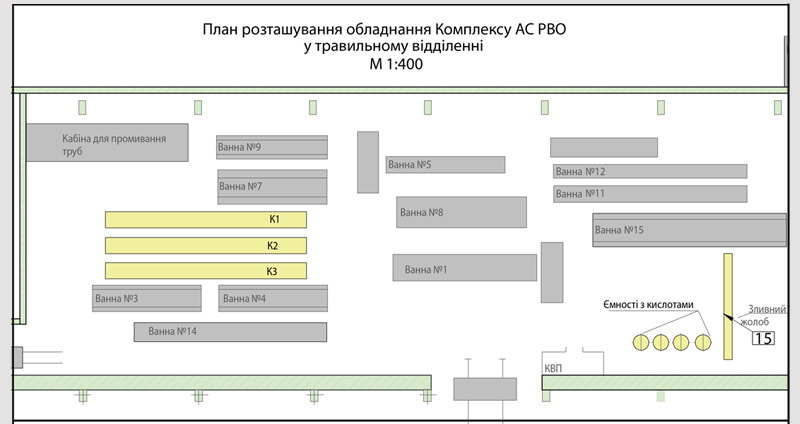 План розташування обладнання Комплексу АС РВО
у травильному відділенні
М 1:400
Кабіна для промивання
труб
Ванна №9
Ванна №5
Ванна №12
Ванна №7
Ванна №11
К1
Ванна №8
Ванна №15
К2
К3
Ванна №1
Ванна №3
Ванна №4
Ємності з кислотами
Зливний
жолоб
Ванна №14
15
КВП